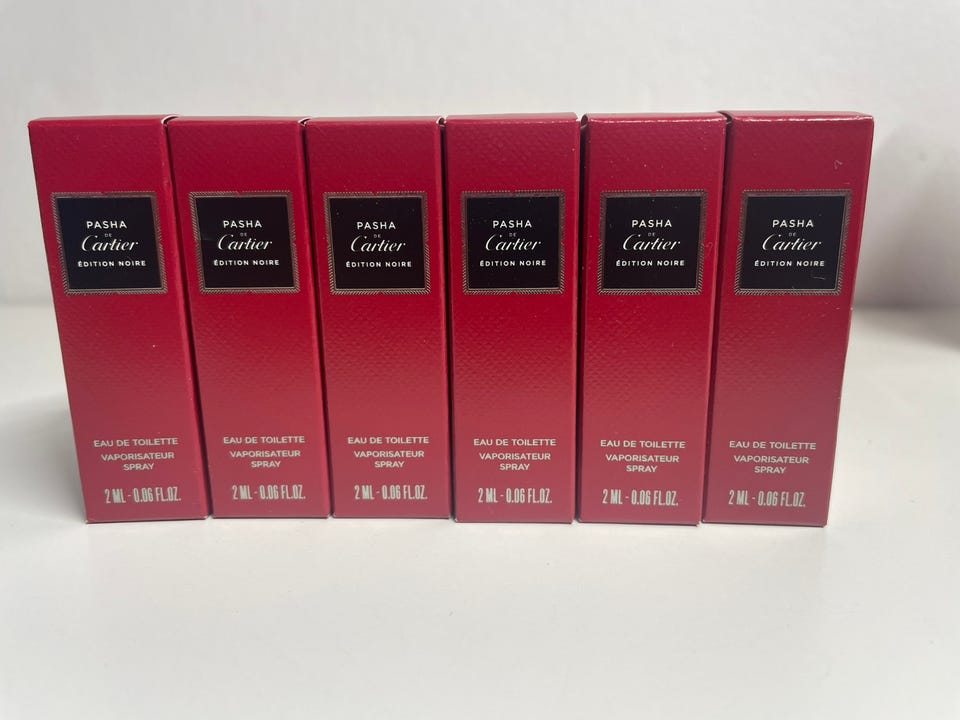 PASHA
DE
Cartier
ÉDITION NOIRE
EAU DE TOILETTE
VAPORISATEUR
SPRAY
2 ML - 0.06 FL.OZ.
PASHA
DE
Cartier
ÉDITION NOIRE
EAU DE TOILETTE
VAPORISATEUR
SPRAY
2 ML - 0.06 FL.OZ.
PASHA
DE
Cartier
ÉDITION NOIRE
EAU DE TOILETTE
VAPORISATEUR
SPRAY
2 ML - 0.06 FL.OZ.
PASHA
DE
Cartier
ÉDITION NOIRE
EAU DE TOILETTE
VAPORISATEUR
SPRAY
2 ML - 0.06 FL.OZ.
PASHA
DE
Cartier
ÉDITION NOIRE
EAU DE TOILETTE
VAPORISATEUR
SPRAY
2 ML - 0.06 FL.OZ.
PASHA
DE
Cartier
ÉDITION NOIRE
EAU DE TOILETTE
VAPORISATEUR
SPRAY
2 ML - 0.06 FL.OZ.